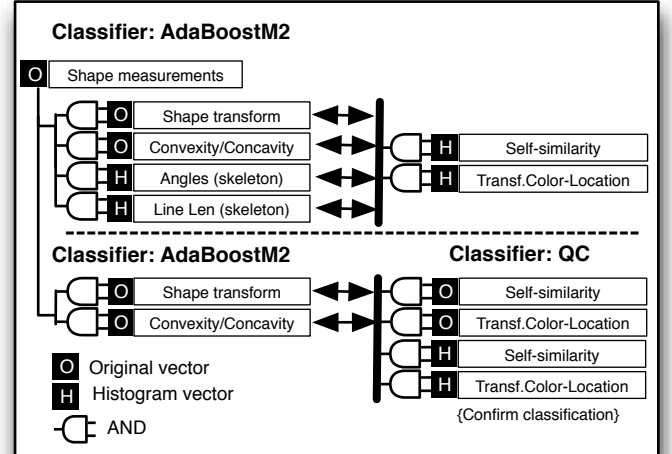 Classifier: AdaBoostM2
O Shape measurements
O Shape transform
O Convexity/Concavity
H Self-similarity
H Angles (skeleton)
H Transf.Color-Location
H Line Len (skeleton)
Classifier: AdaBoostM2
Classifier: QC
O Shape transform
O Self-similarity
O Convexity/Concavity
O Transf.Color-Location
H Self-similarity
H Transf.Color-Location
{Confirm classification}
O Original vector
H Histogram vector
AND